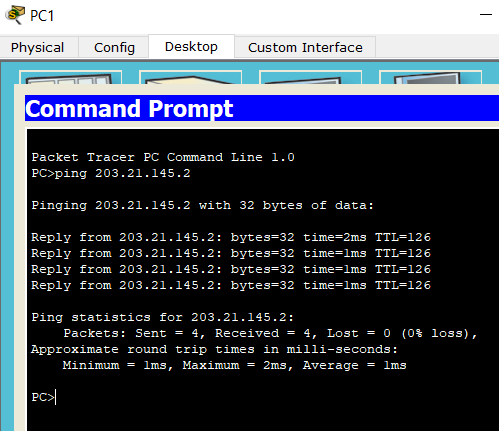 PC1
Physical Config Desktop Custom Interface
Command Prompt
Packet Tracer PC Command Line 1.0
PC>ping 203.21.145.2
Pinging 203.21.145.2 with 32 bytes of data:
Reply from 203.21.145.2: bytes=32 time=2ms TTL=126
Reply from 203.21.145.2: bytes=32 time=1ms TTL=126
Reply from 203.21.145.2: bytes=32 time=1ms TTL=126
Reply from 203.21.145.2: bytes=32 time=1ms TTL=126
Ping statistics for 203.21.145.2:
    Packets: Sent = 4, Received = 4, Lost = 0 (0% loss),
Approximate round trip times in milli-seconds:
    Minimum = 1ms, Maximum = 2ms, Average = 1ms
PC>